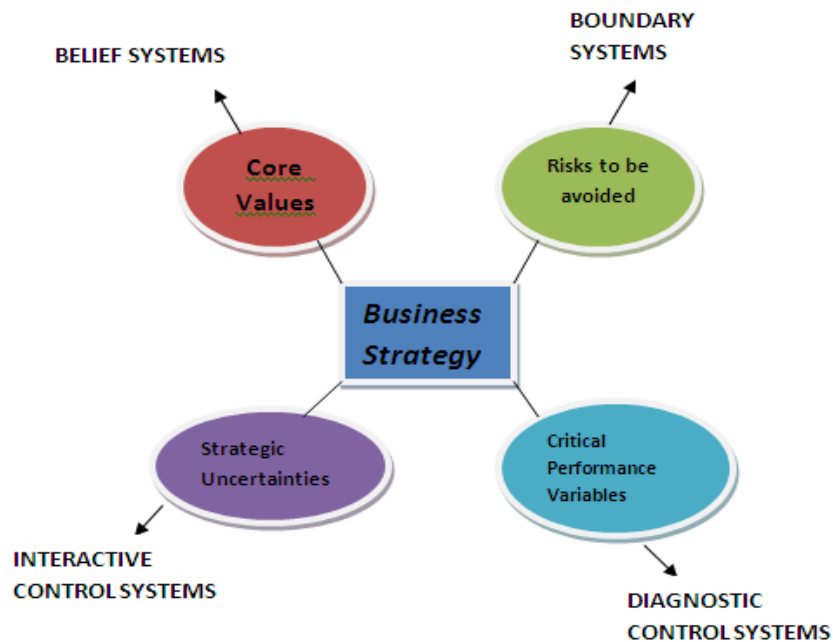 BOUNDARY
SYSTEMS
BELIEF SYSTEMS
Core
Values
Risks to be
avoided
Business
Strategy
Strategic
Uncertainties
Critical
Performance
Variables
INTERACTIVE
CONTROL SYSTEMS
DIAGNOSTIC
CONTROL SYSTEMS